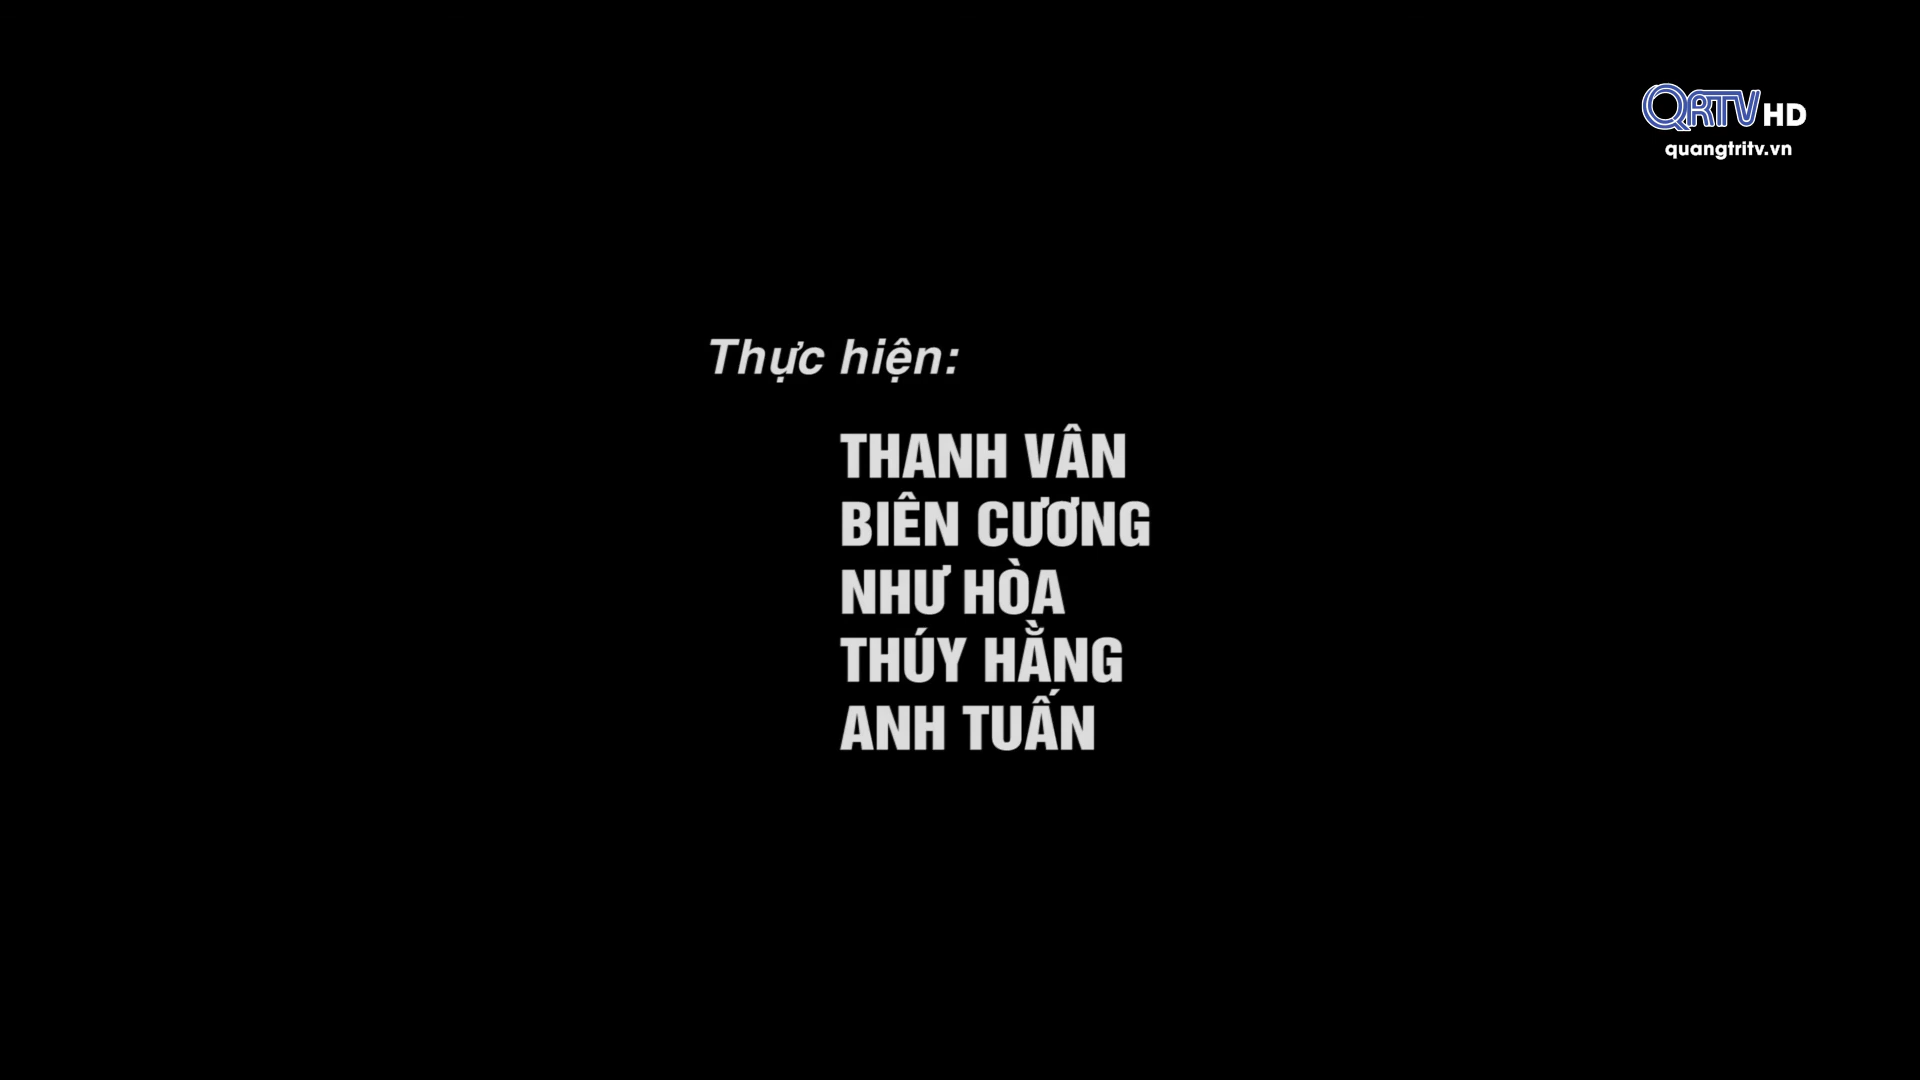 QRTV HD
quangtritv.vn
Thực hiện:
THANH VÂN
BIÊN CƯƠNG
NHƯ HÒA
THÚY HẰNG
ANH TUẤN